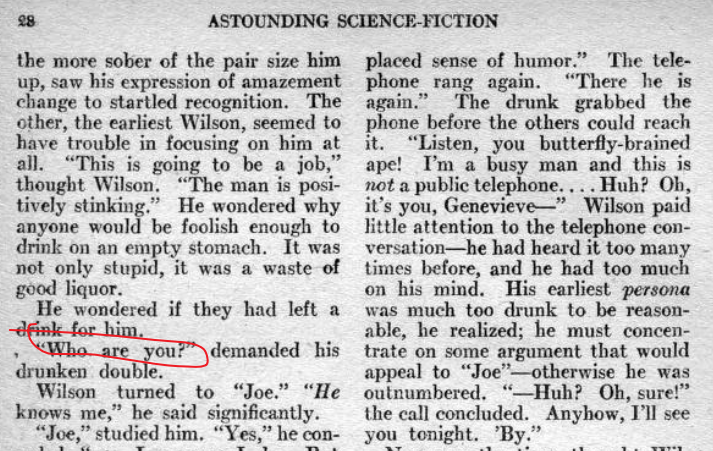 28
ASTOUNDING SCIENCE-FICTION
the more sober of the pair size him
up, saw his expression of amazement
change to startled recognition. The
other, the earliest Wilson, seemed to
have trouble in focusing on him at
all. "This is going to be a job,"
thought Wilson. "The man is posi-
tively stinking." He wondered why
anyone would be foolish enough to
drink on an empty stomach. It was
not only stupid, it was a waste of
good liquor.
He wondered if they had left a
drink for him.
"Who are you?" demanded his
drunken double.
Wilson turned to "Joe." "He
knows me," he said significantly.
"Joe," studied him. "Yes," he con-
placed sense of humor." The tele-
phone rang again. "There he is
again." The drunk grabbed the
phone before the others could reach
it. "Listen, you butterfly-brained
ape! I'm a busy man and this is
not a public telephone.... Huh? Oh,
it's you, Genevieve—" Wilson paid
little attention to the telephone con-
versation—he had heard it too many
times before, and he had too much
on his mind. His earliest persona
was much too drunk to be reason-
able, he realized; he must concen-
trate on some argument that would
appeal to "Joe"—otherwise he was
outnumbered. "—Huh? Oh, sure!"
the call concluded. Anyhow, I'll see
you tonight. 'By."